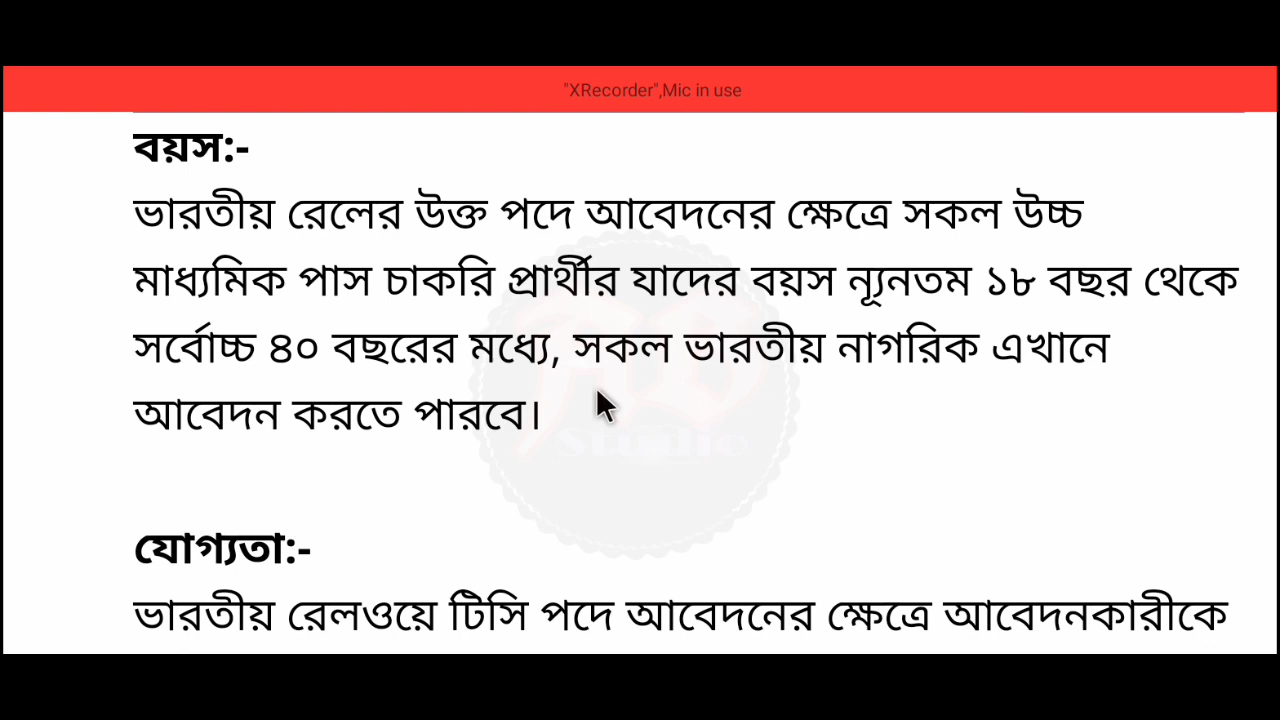 "XRecorder",Mic in use
বয়স:-
ভারতীয় রেলের উক্ত পদে আবেদনের ক্ষেত্রে সকল উচ্চ
মাধ্যমিক পাস চাকরি প্রার্থীর যাদের বয়স ন্যূনতম ১৮ বছর থেকে
সর্বোচ্চ ৪০ বছরের মধ্যে, সকল ভারতীয় নাগরিক এখানে
আবেদন করতে পারবে।
Studio
যোগ্যতা:-
ভারতীয় রেলওয়ে টিসি পদে আবেদনের ক্ষেত্রে আবেদনকারীকে